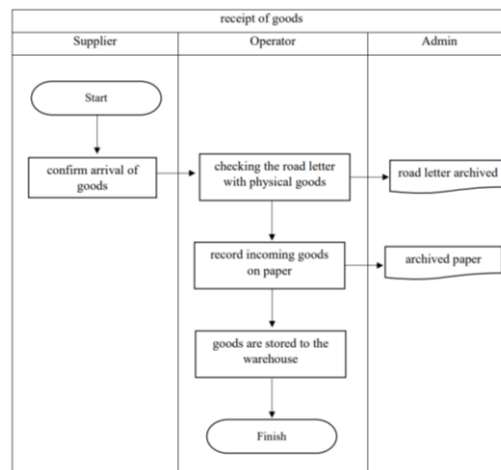 receipt of goods
Supplier
Operator
Admin
Start
confirm arrival of
goods
checking the road letter
with physical goods
road letter archived
record incoming goods
on paper
archived paper
goods are stored to the
warehouse
Finish